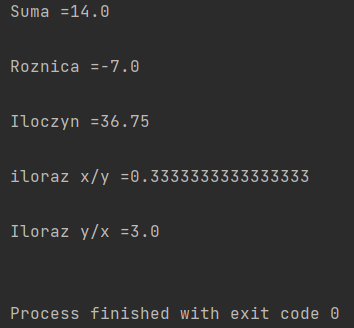 Suma =14.0
Roznica =-7.0
Iloczyn =36.75
iloraz x/y =0.3333333333333333
Iloraz y/x =3.0
Process finished with exit code 0